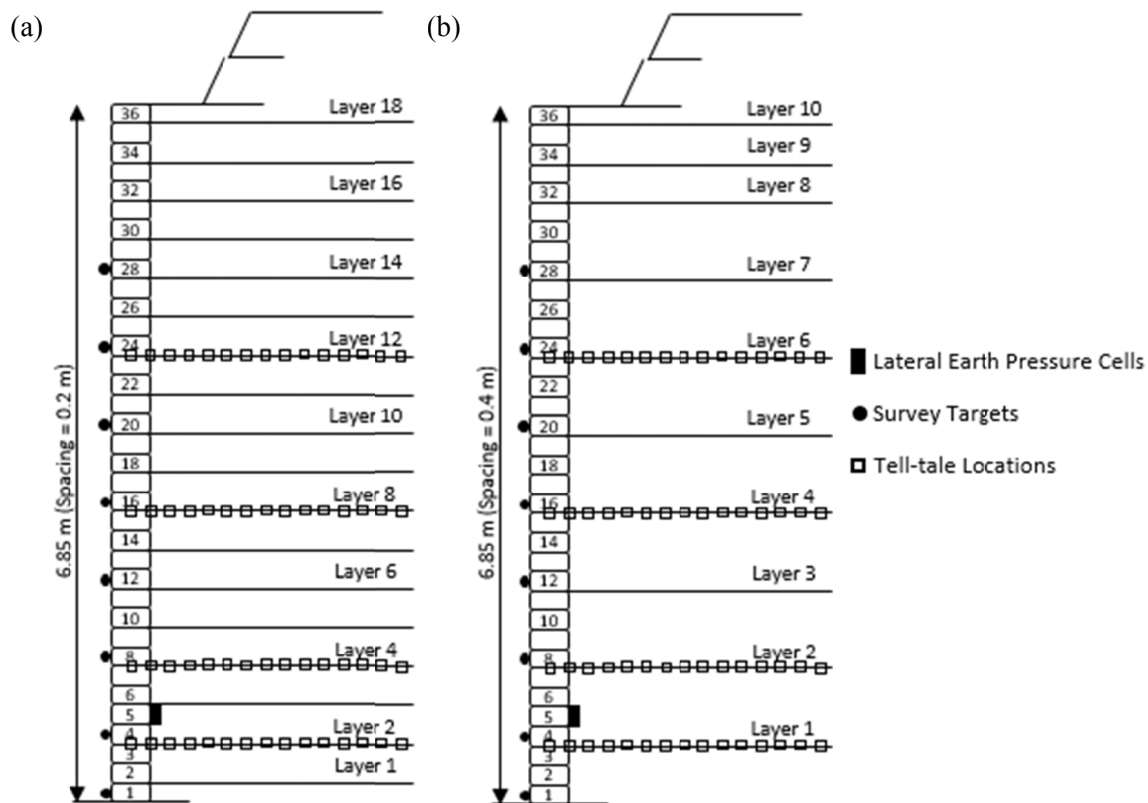 (a)
36
Layer 18
34
32
Layer 16
30
28
Layer 14
26
24
Layer 12
22
20
Layer 10
18
16
Layer 8
14
12
Layer 6
10
8
Layer 4
6
5
4
Layer 2
3
2
Layer 1
1
6.85 m (Spacing = 0.2 m)
(b)
36
Layer 10
34
Layer 9
32
Layer 8
30
28
Layer 7
26
24
Layer 6
22
20
Layer 5
18
16
Layer 4
14
12
Layer 3
10
8
Layer 2
6
5
4
Layer 1
3
2
1
6.85 m (Spacing = 0.4 m)
Lateral Earth Pressure Cells
Survey Targets
Tell-tale Locations